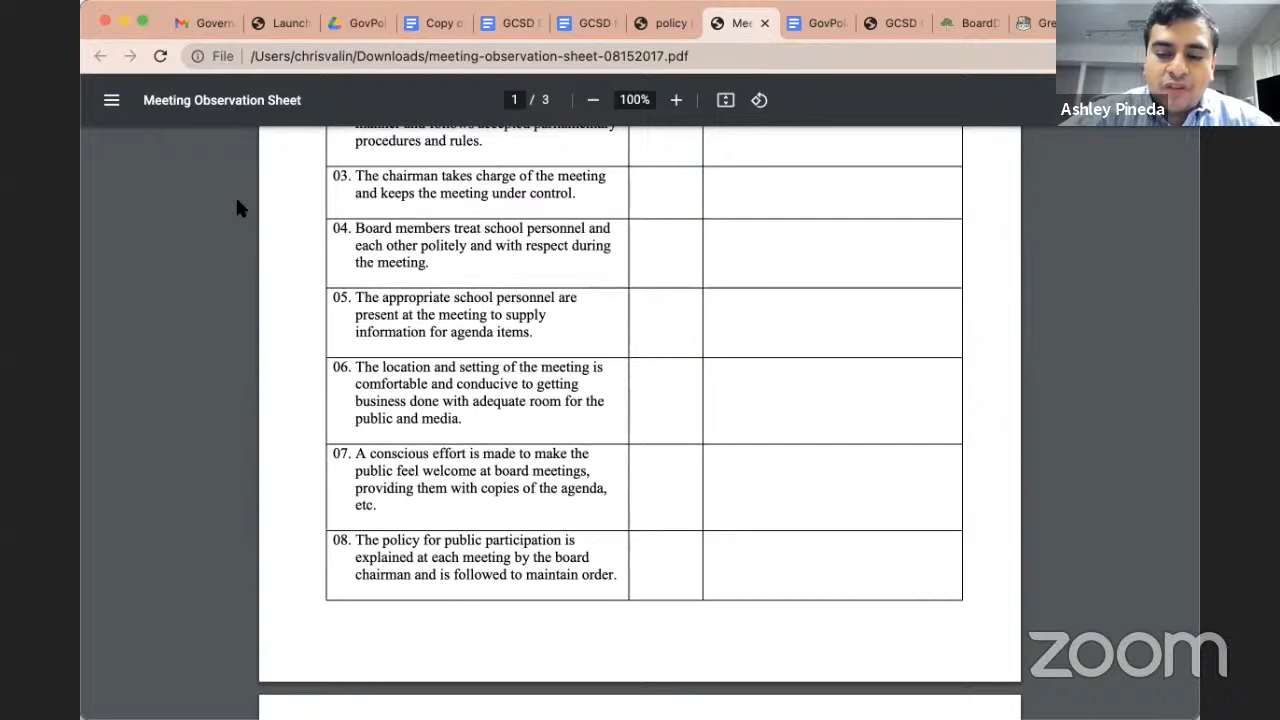 Govern
Launch
GovPol
Copy o
GCSD
GCSD
policy
Mee
GovPol
GCSD
BoardD
Gre
File
/Users/chrisvalin/Downloads/meeting-observation-sheet-08152017.pdf
Meeting Observation Sheet
1 / 3
100%
Ashley Pineda
manner and follows accepted parliamentary
procedures and rules.
03. The chairman takes charge of the meeting
and keeps the meeting under control.
04. Board members treat school personnel and
each other politely and with respect during
the meeting.
05. The appropriate school personnel are
present at the meeting to supply
information for agenda items.
06. The location and setting of the meeting is
comfortable and conducive to getting
business done with adequate room for the
public and media.
07. A conscious effort is made to make the
public feel welcome at board meetings,
providing them with copies of the agenda,
etc.
08. The policy for public participation is
explained at each meeting by the board
chairman and is followed to maintain order.
zoom